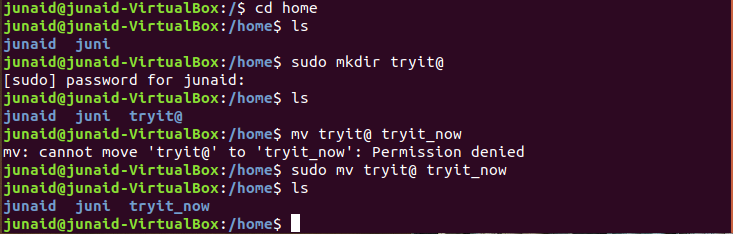 junaid@junaid-VirtualBox:/$ cd home
junaid@junaid-VirtualBox:/home$ ls
junaid  juni
junaid@junaid-VirtualBox:/home$ sudo mkdir tryit@
[sudo] password for junaid:
junaid@junaid-VirtualBox:/home$ ls
junaid  juni  tryit@
junaid@junaid-VirtualBox:/home$ mv tryit@ tryit_now
mv: cannot move 'tryit@' to 'tryit_now': Permission denied
junaid@junaid-VirtualBox:/home$ sudo mv tryit@ tryit_now
junaid@junaid-VirtualBox:/home$ ls
junaid  juni  tryit_now
junaid@junaid-VirtualBox:/home$